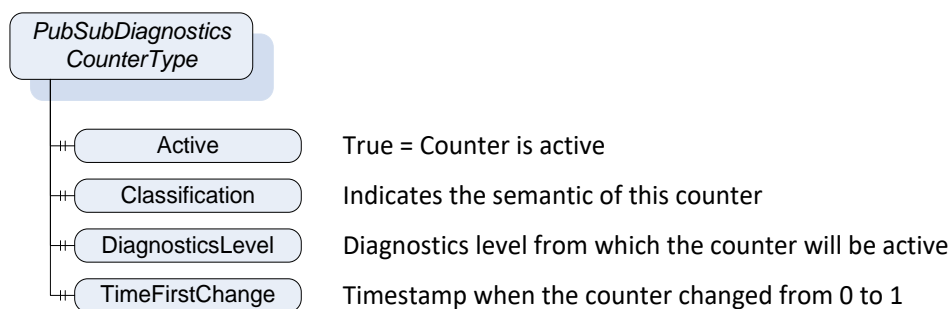 PubSubDiagnostics
CounterType
Active True = Counter is active
Classification Indicates the semantic of this counter
DiagnosticsLevel Diagnostics level from which the counter will be active
TimeFirstChange Timestamp when the counter changed from 0 to 1